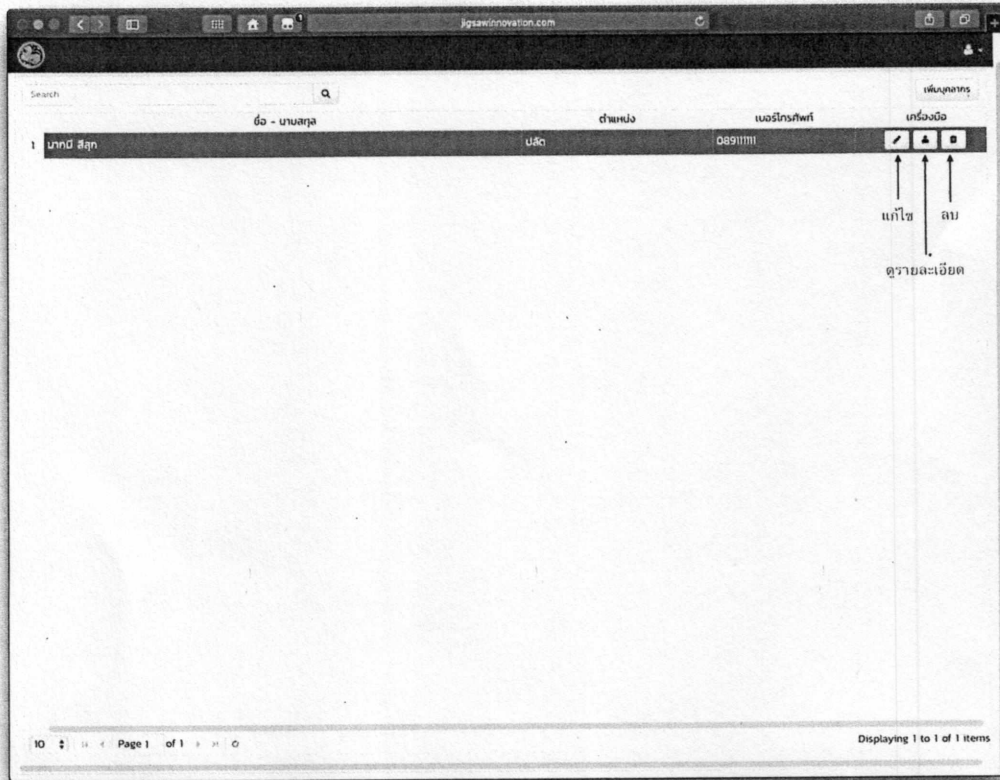 jigsawinnovation.com
1
Search
เพิ่มบุคลากร
ชื่อ - นามสกุล ตำแหน่ง เบอร์โทรศัพท์ เครื่องมือ
1 มากมี สีสุก ปลัด 089111111
แก้ไข ลบ
ดูรายละเอียด
10 Page 1 of 1 Displaying 1 to 1 of 1 items